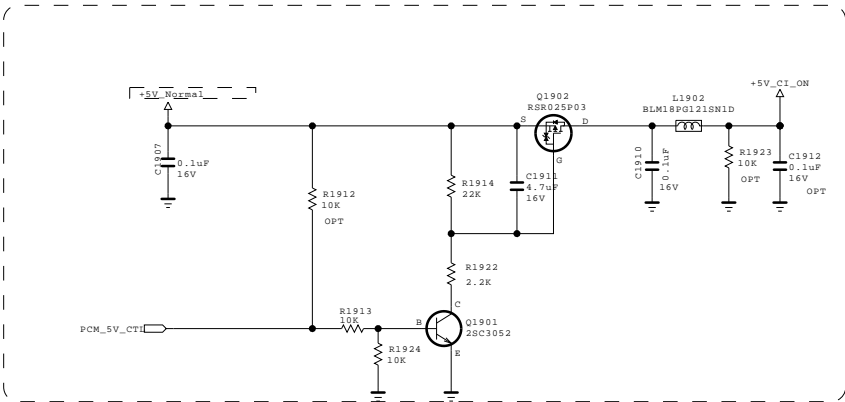 +5V_Normal
C1907
0.1uF
16V
R1912
10K
OPT
R1914
22K
C1911
4.7uF
16V
Q1902
RSR025P03
S
D
G
L1902
BLM18PG121SN1D
+5V_CI_ON
C1910
0.1uF
16V
R1923
10K
OPT
C1912
0.1uF
16V
OPT
R1922
2.2K
PCM_5V_CTL
R1913
10K
R1924
10K
B
C
E
Q1901
2SC3052